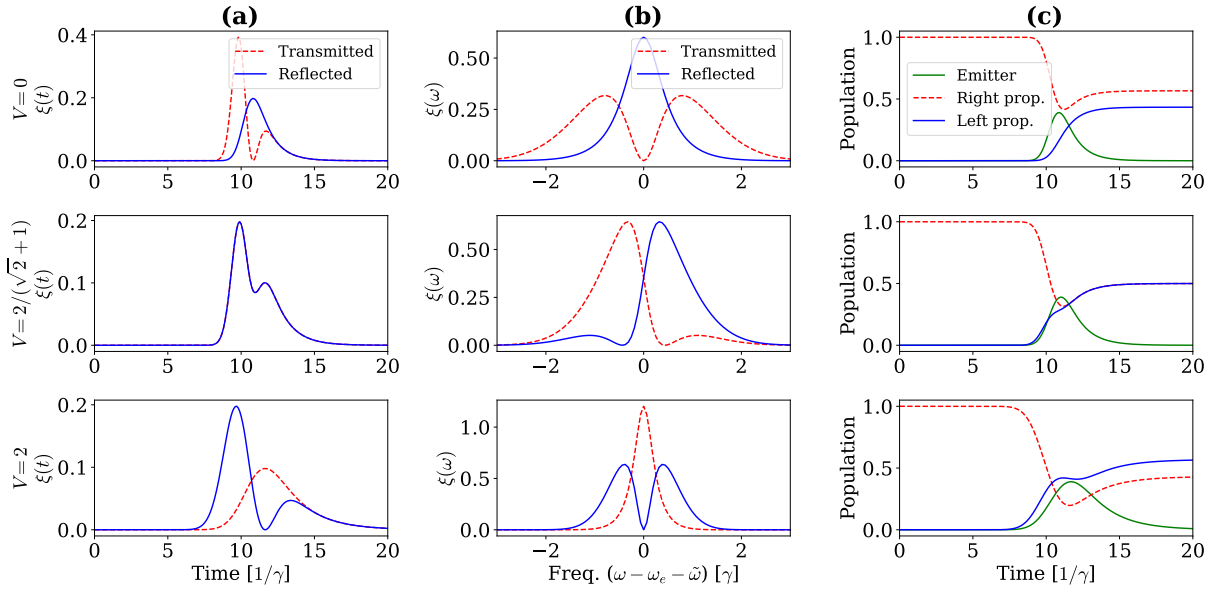 (a)
(b)
(c)
V = 0
ξ(t)
0.4
0.2
0.0
Transmitted
Reflected
0 5 10 15 20
ξ(ω)
0.50
0.25
0.00
Transmitted
Reflected
−2 0 2
Population
1.0
0.5
0.0
Emitter
Right prop.
Left prop.
0 5 10 15 20
V = 2/(√2 + 1)
ξ(t)
0.2
0.1
0.0
0 5 10 15 20
ξ(ω)
0.50
0.25
0.00
−2 0 2
Population
1.0
0.5
0.0
0 5 10 15 20
V = 2
ξ(t)
0.2
0.1
0.0
0 5 10 15 20
Time [1/γ]
ξ(ω)
1.0
0.5
0.0
−2 0 2
Freq. (ω − ωₑ − ω̃) [γ]
Population
1.0
0.5
0.0
0 5 10 15 20
Time [1/γ]